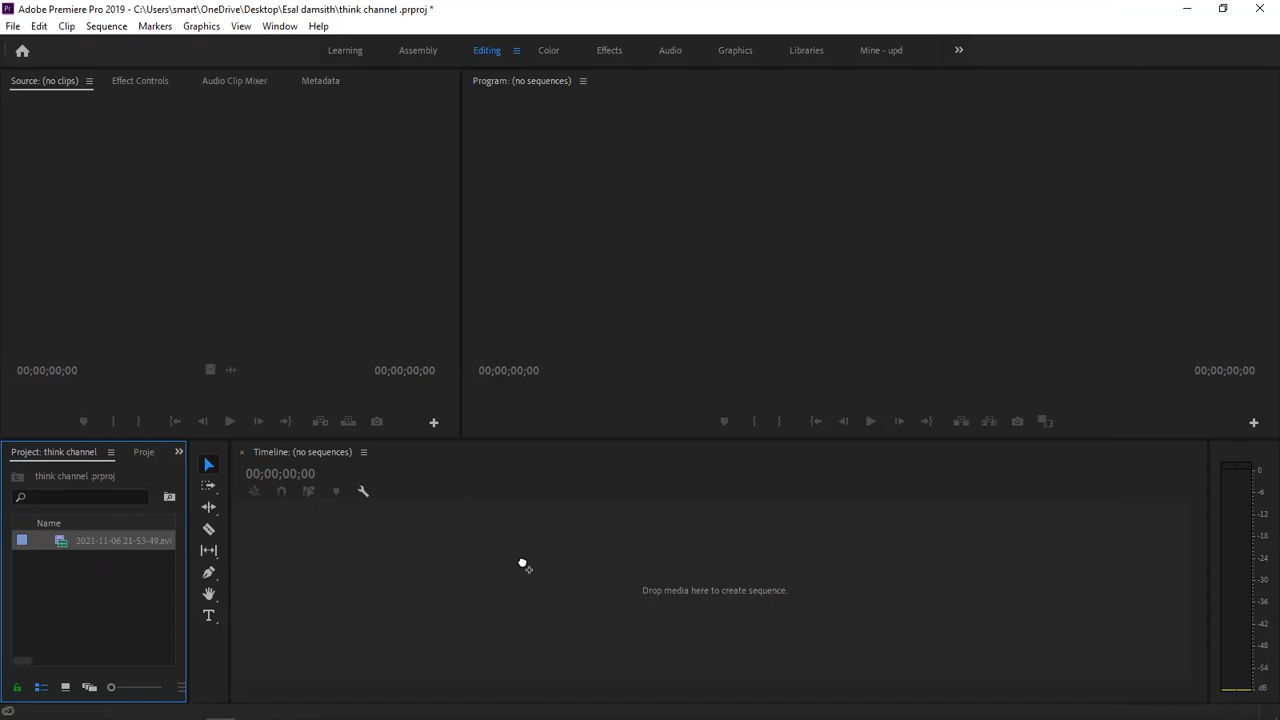 Adobe Premiere Pro 2019 - C:\Users\smart\OneDrive\Desktop\Esal damsith\think channel .prproj *
File Edit Clip Sequence Markers Graphics View Window Help
Learning Assembly Editing Color Effects Audio Graphics Libraries Mine - upd
Source: (no clips) Effect Controls Audio Clip Mixer Metadata
Program: (no sequences)
00;00;00;00 00;00;00;00
00;00;00;00 00;00;00;00
Project: think channel Proje
think channel .prproj
Name
2021-11-06 21-53-49.avi
Timeline: (no sequences)
00;00;00;00
Drop media here to create sequence.
0
-6
-12
-18
-24
-30
-36
-42
-48
-54
dB